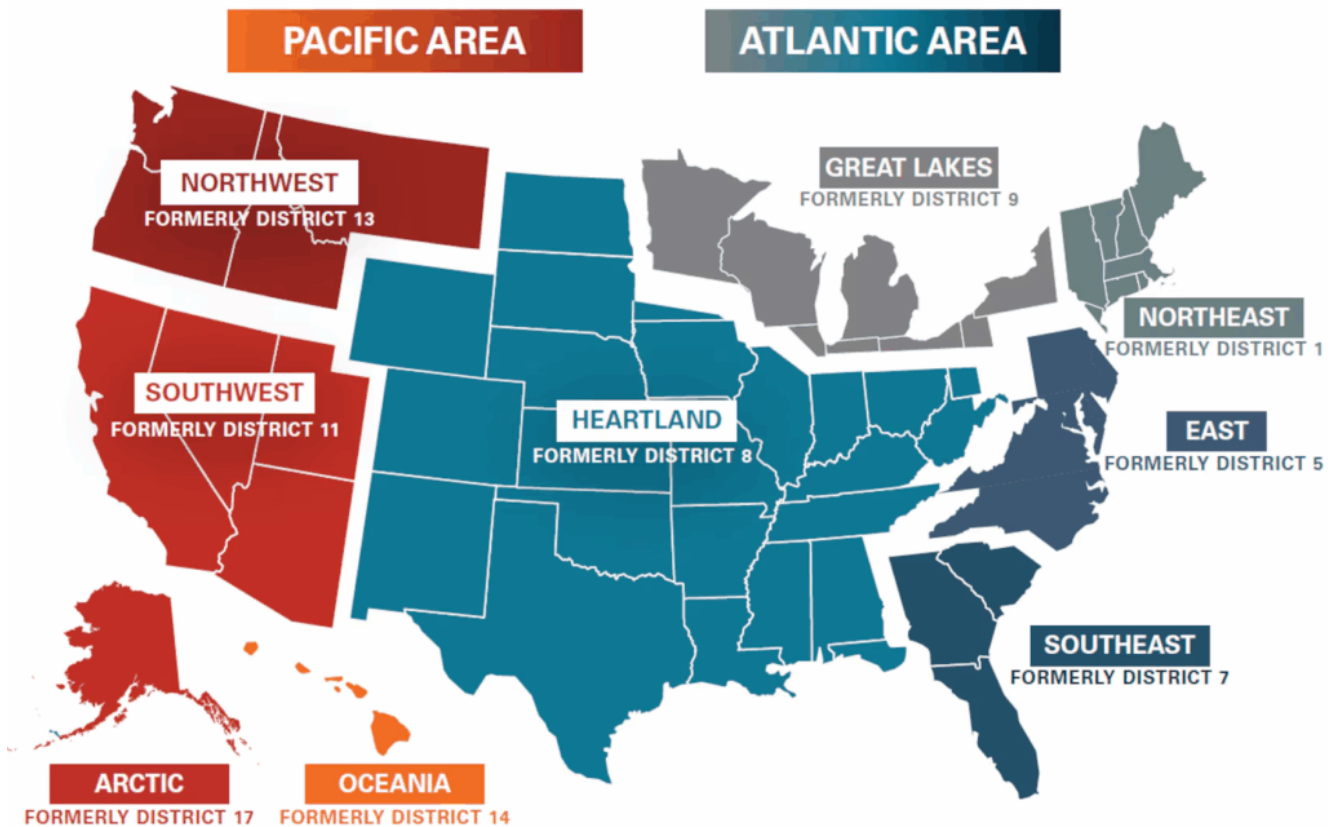 PACIFIC AREA
ATLANTIC AREA
NORTHWEST
FORMERLY DISTRICT 13
GREAT LAKES
FORMERLY DISTRICT 9
NORTHEAST
FORMERLY DISTRICT 1
SOUTHWEST
FORMERLY DISTRICT 11
HEARTLAND
FORMERLY DISTRICT 8
EAST
FORMERLY DISTRICT 5
SOUTHEAST
FORMERLY DISTRICT 7
ARCTIC
FORMERLY DISTRICT 17
OCEANIA
FORMERLY DISTRICT 14